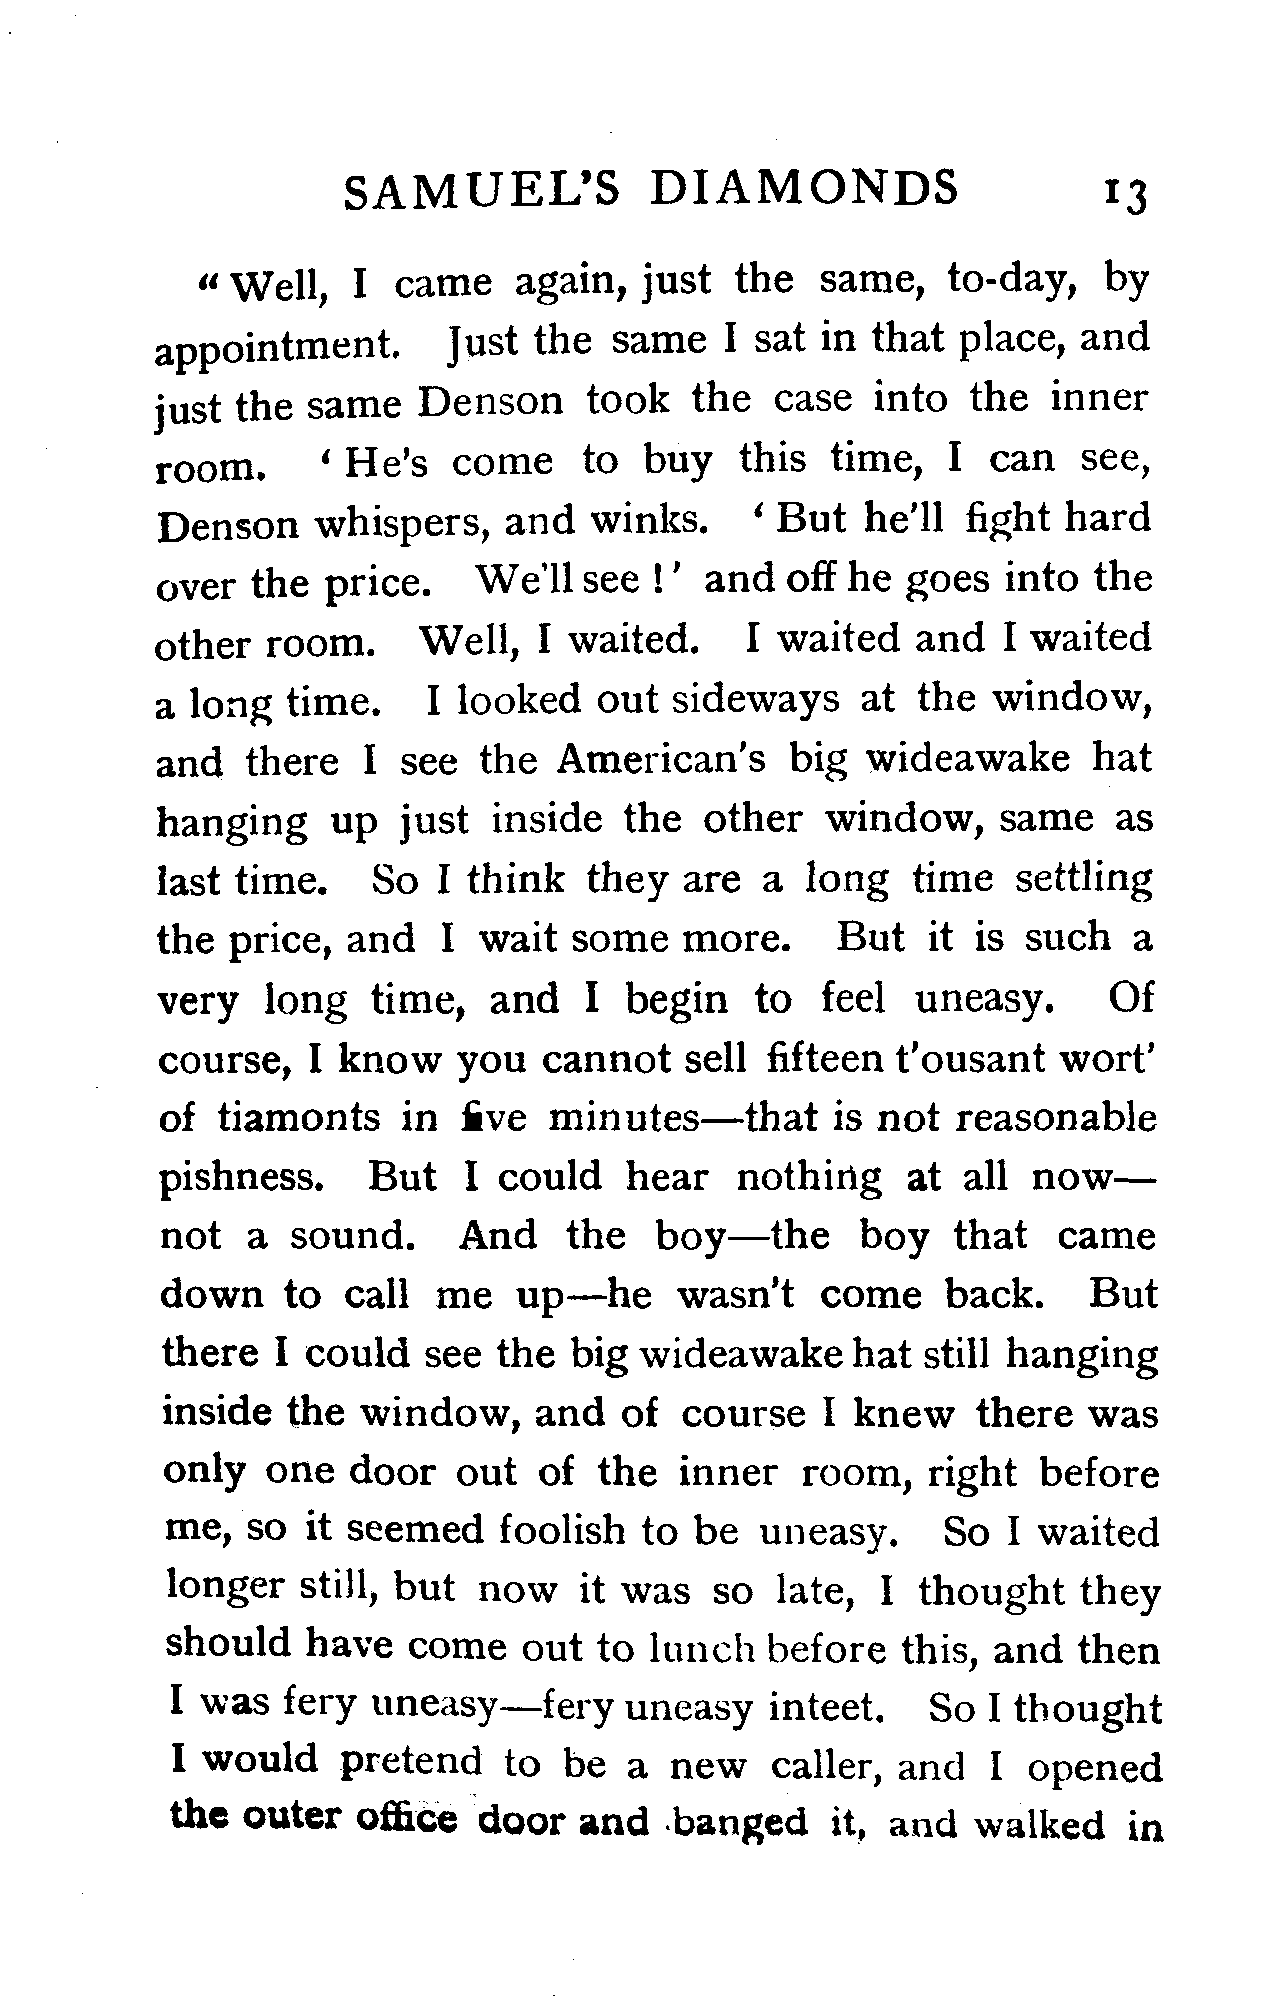 SAMUEL'S DIAMONDS 13
“ Well, I came again, just the same, to-day, by
appointment. Just the same I sat in that place, and
just the same Denson took the case into the inner
room. ‘ He's come to buy this time, I can see,
Denson whispers, and winks. ‘ But he'll fight hard
over the price. We'll see ! ’ and off he goes into the
other room. Well, I waited. I waited and I waited
a long time. I looked out sideways at the window,
and there I see the American's big wideawake hat
hanging up just inside the other window, same as
last time. So I think they are a long time settling
the price, and I wait some more. But it is such a
very long time, and I begin to feel uneasy. Of
course, I know you cannot sell fifteen t'ousant wort'
of tiamonts in five minutes—that is not reasonable
pishness. But I could hear nothing at all now—
not a sound. And the boy—the boy that came
down to call me up—he wasn't come back. But
there I could see the big wideawake hat still hanging
inside the window, and of course I knew there was
only one door out of the inner room, right before
me, so it seemed foolish to be uneasy. So I waited
longer still, but now it was so late, I thought they
should have come out to lunch before this, and then
I was fery uneasy—fery uneasy inteet. So I thought
I would pretend to be a new caller, and I opened
the outer office door and banged it, and walked in